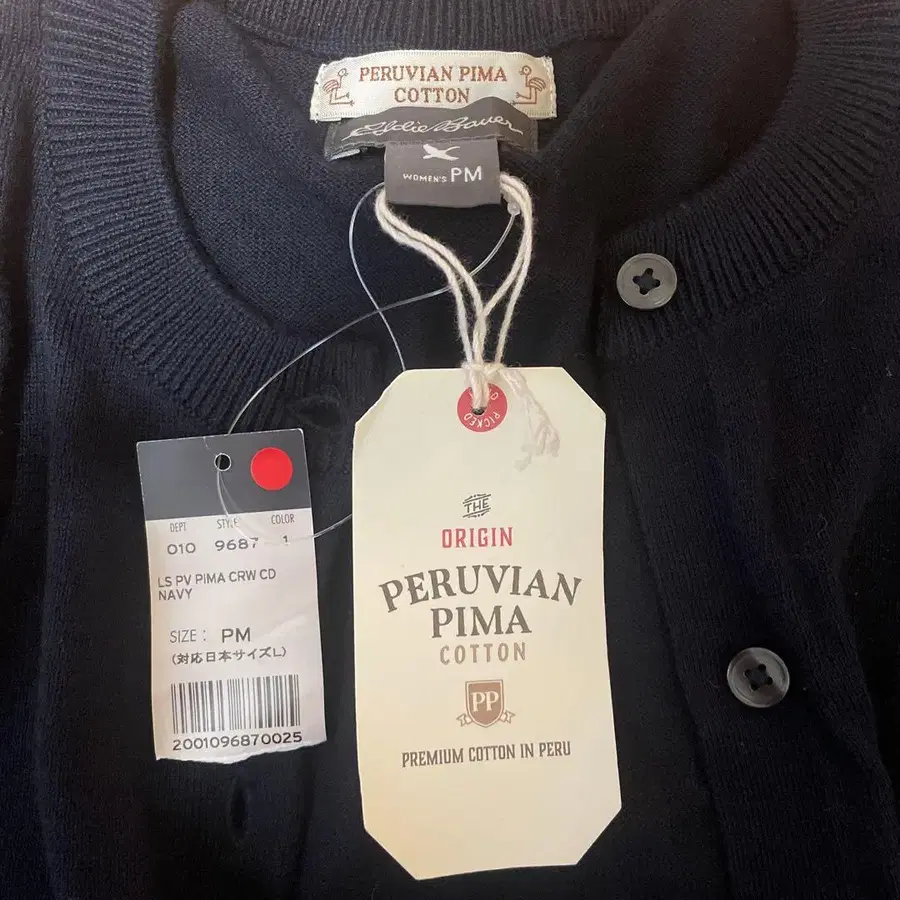 PERUVIAN PIMA
COTTON
Eddie Bauer
WOMEN'S PM
PICKED
THE
ORIGIN
PERUVIAN
PIMA
COTTON
PP
PREMIUM COTTON IN PERU
DEPT STYLE COLOR
010 9687 1
LS PV PIMA CRW CD
NAVY
SIZE : PM
(対応日本サイズL)
2001096870025